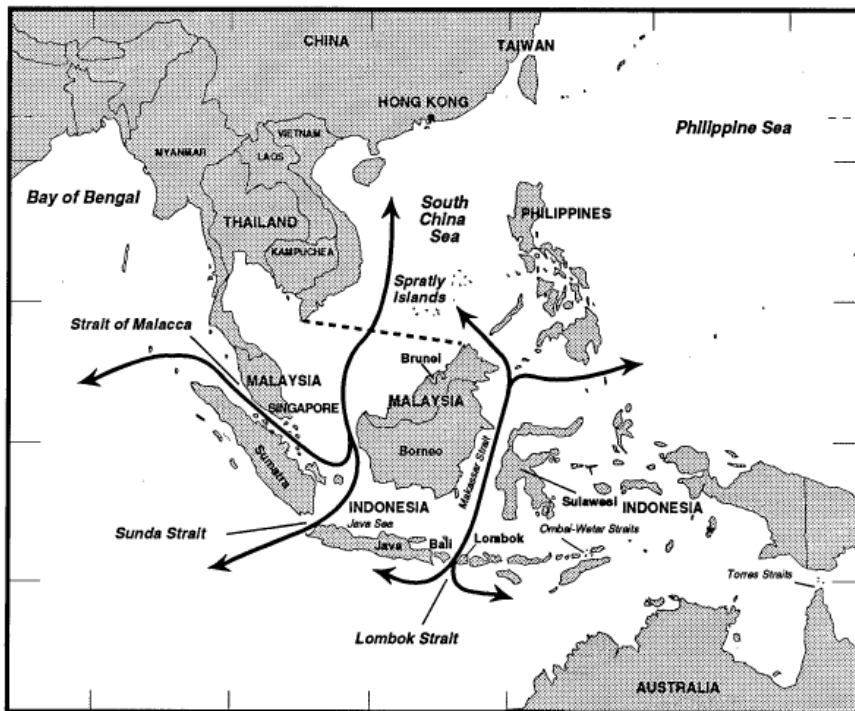 CHINA
TAIWAN
HONG KONG
Philippine Sea
VIETNAM
MYANMAR
LAOS
Bay of Bengal
South
China
Sea
PHILIPPINES
THAILAND
KAMPUCHEA
Spratly
Islands
Strait of Malacca
Brunei
MALAYSIA
MALAYSIA
SINGAPORE
Borneo
Makassar Strait
Sumatra
Sulawesi
INDONESIA
INDONESIA
Java Sea
Sunda Strait
Ombai-Wetar Straits
Java
Bali
Lombok
Torres Straits
Lombok Strait
AUSTRALIA